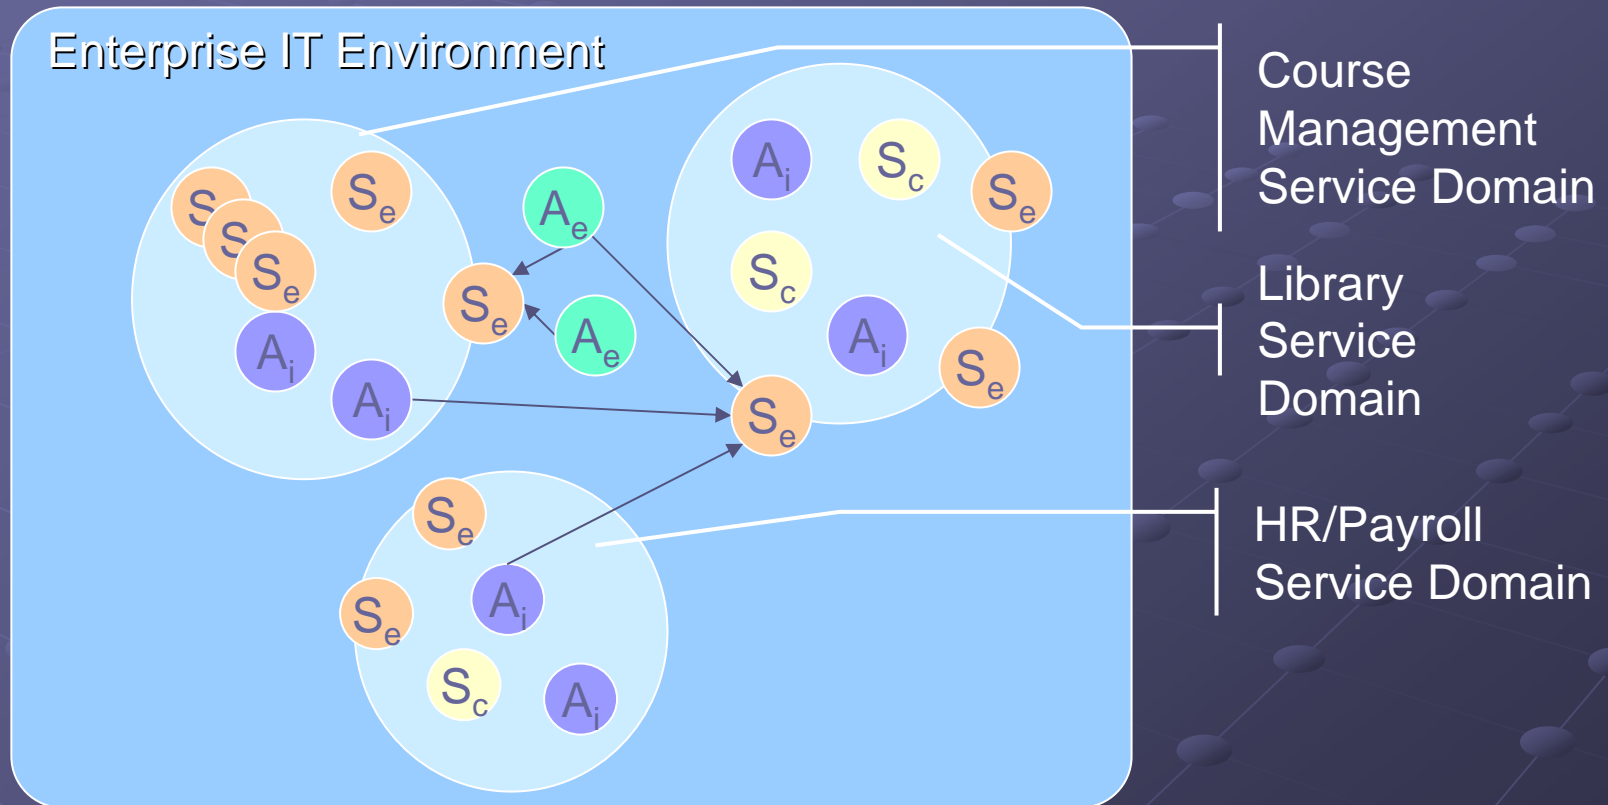 Enterprise IT Environment
Course
Management
Service Domain
Library
Service
Domain
HR/Payroll
Service Domain
S
S
Se
Se
Ai
Ai
Se
Ae
Ae
Ai
Sc
Se
Sc
Ai
Se
Se
Se
Se
Ai
Sc
Ai